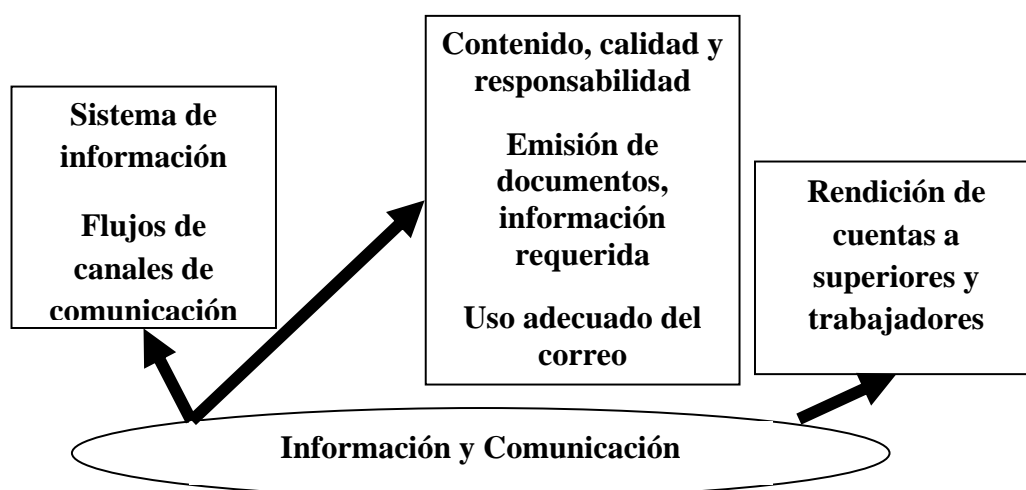 Sistema de
información
Flujos de
canales de
comunicación
Contenido, calidad y
responsabilidad
Emisión de
documentos,
información
requerida
Uso adecuado del
correo
Rendición de
cuentas a
superiores y
trabajadores
Información y Comunicación